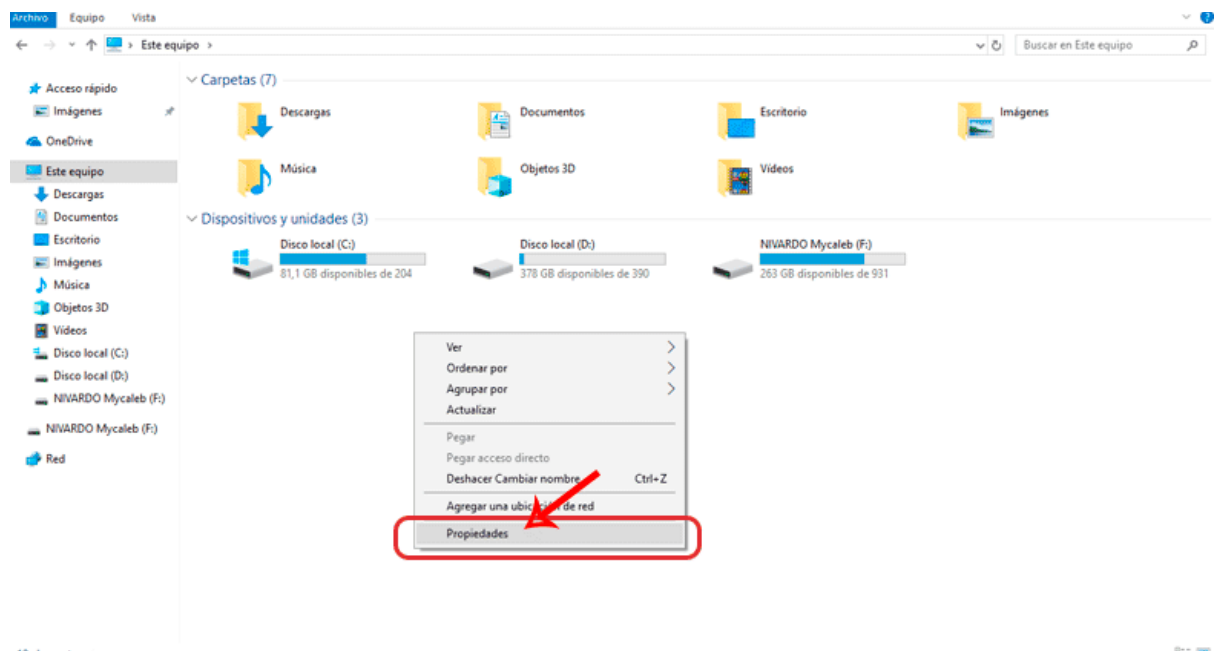 Archivo Equipo Vista
Este equipo
Buscar en Este equipo
Acceso rápido
Imágenes
OneDrive
Este equipo
Descargas
Documentos
Escritorio
Imágenes
Música
Objetos 3D
Vídeos
Disco local (C:)
Disco local (D:)
NIVARDO Mycaleb (F:)
NIVARDO Mycaleb (F:)
Red
Carpetas (7)
Descargas Documentos Escritorio Imágenes
Música Objetos 3D Vídeos
Dispositivos y unidades (3)
Disco local (C:) Disco local (D:) NIVARDO Mycaleb (F:)
81,1 GB disponibles de 204 378 GB disponibles de 390 263 GB disponibles de 931
Ver
Ordenar por
Agrupar por
Actualizar
Pegar
Pegar acceso directo
Deshacer Cambiar nombre Ctrl+Z
Agregar una ubicación de red
Propiedades